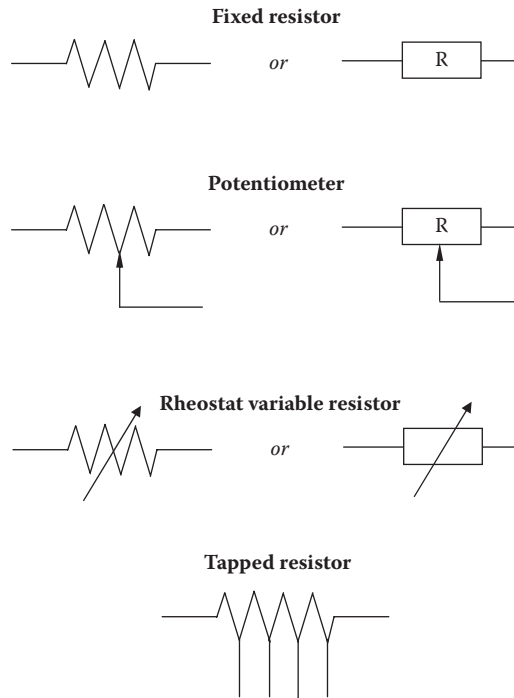 Fixed resistor
or
R
Potentiometer
or
R
Rheostat variable resistor
or
Tapped resistor